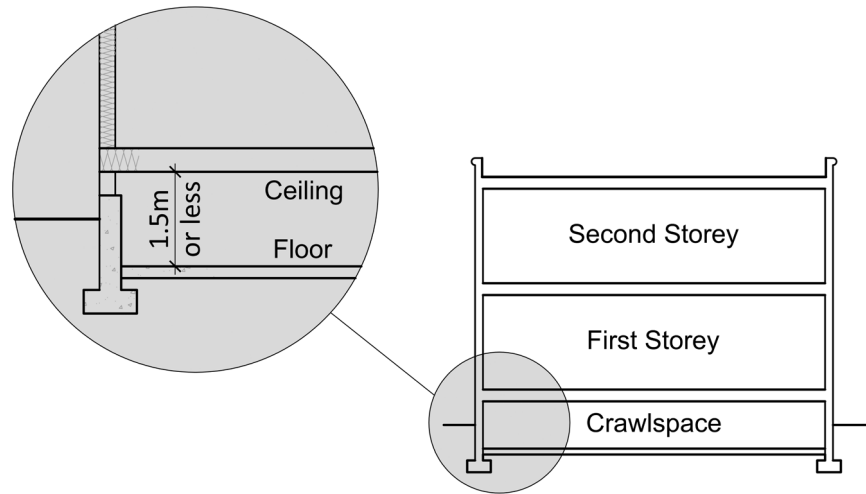 1.5m
or less
Ceiling
Floor
Second Storey
First Storey
Crawlspace